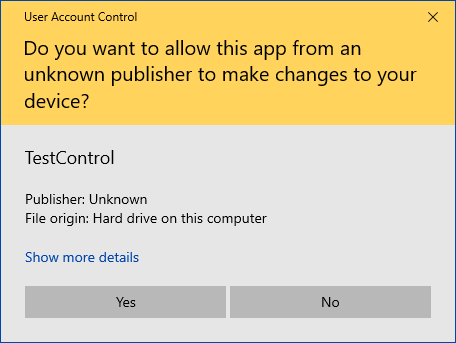 User Account Control
Do you want to allow this app from an
unknown publisher to make changes to your
device?
TestControl
Publisher: Unknown
File origin: Hard drive on this computer
Show more details
Yes
No